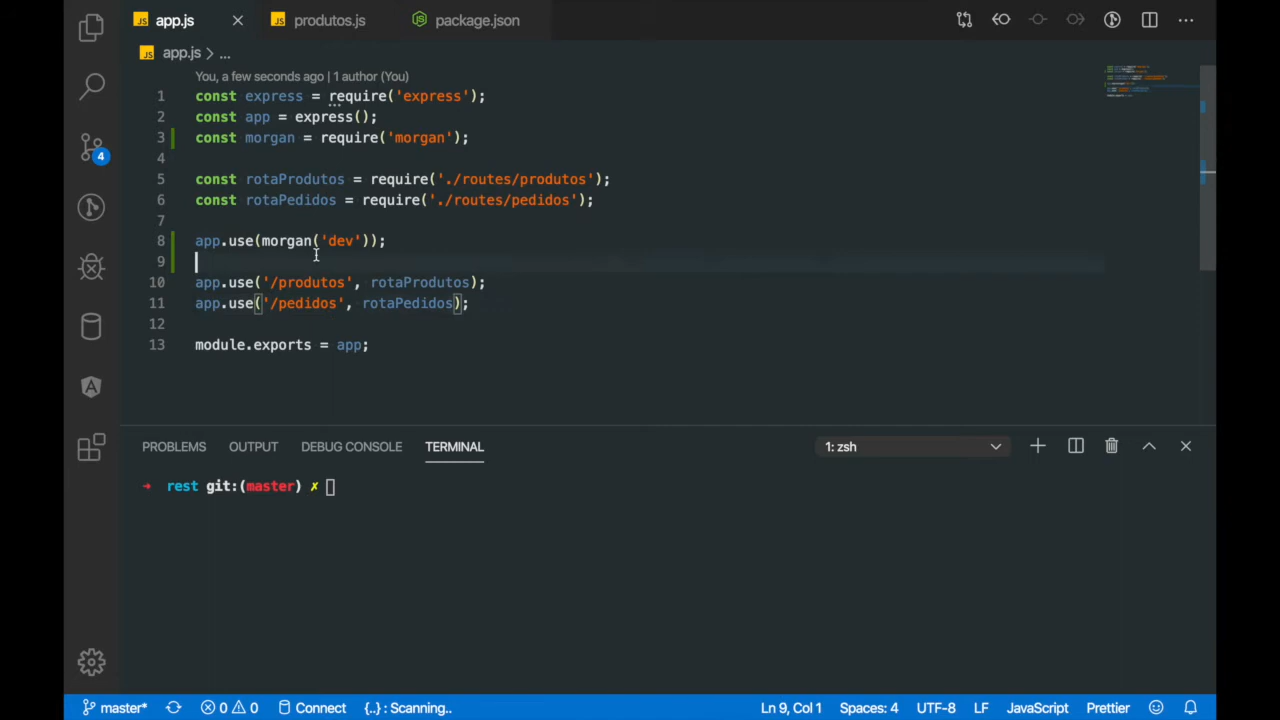 JS app.js JS produtos.js package.json
JS app.js > ...
You, a few seconds ago | 1 author (You)
1 const express = require('express');
2 const app = express();
3 const morgan = require('morgan');
4
5 const rotaProdutos = require('./routes/produtos');
6 const rotaPedidos = require('./routes/pedidos');
7
8 app.use(morgan('dev'));
9
10 app.use('/produtos', rotaProdutos);
11 app.use('/pedidos', rotaPedidos);
12
13 module.exports = app;
4
PROBLEMS OUTPUT DEBUG CONSOLE TERMINAL 1: zsh
→ rest git:(master) ✗
master* 0 0 Connect {..} : Scanning.. Ln 9, Col 1 Spaces: 4 UTF-8 LF JavaScript Prettier